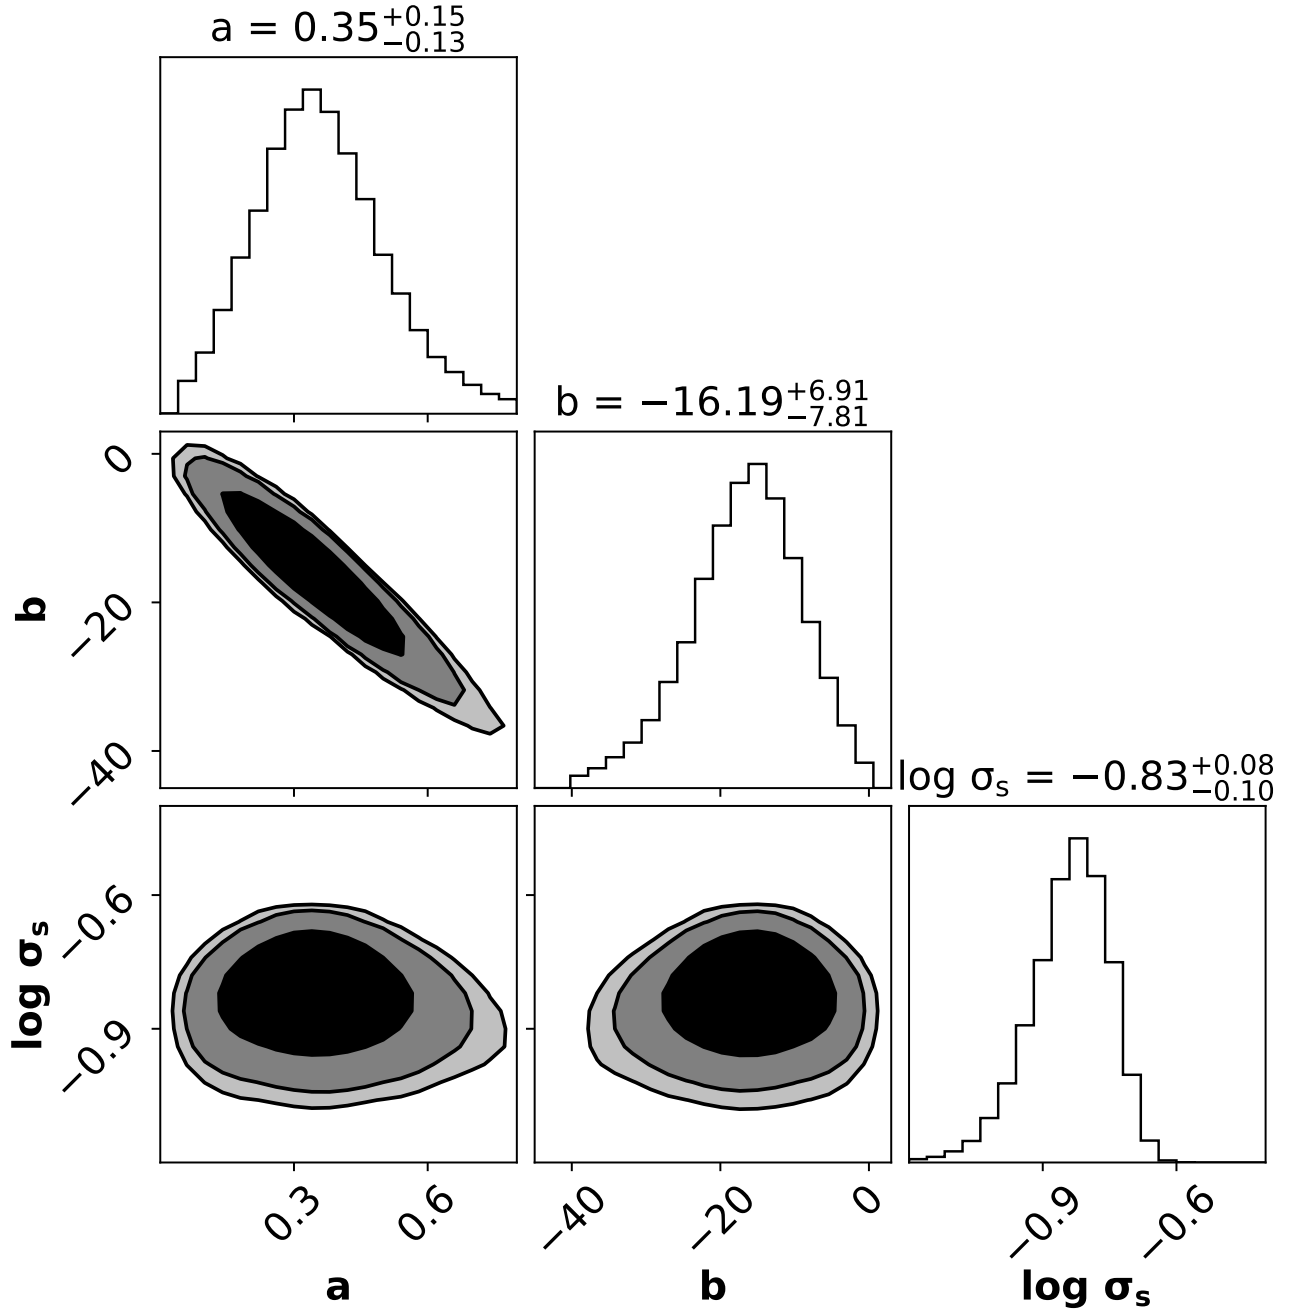 a = 0.35+0.15−0.13
b = −16.19+6.91−7.81
0
−20
−40
b
log σs = −0.83+0.08−0.10
−0.6
−0.9
log σs
0.3 0.6 −40 −20 0 −0.9 −0.6
a b log σs